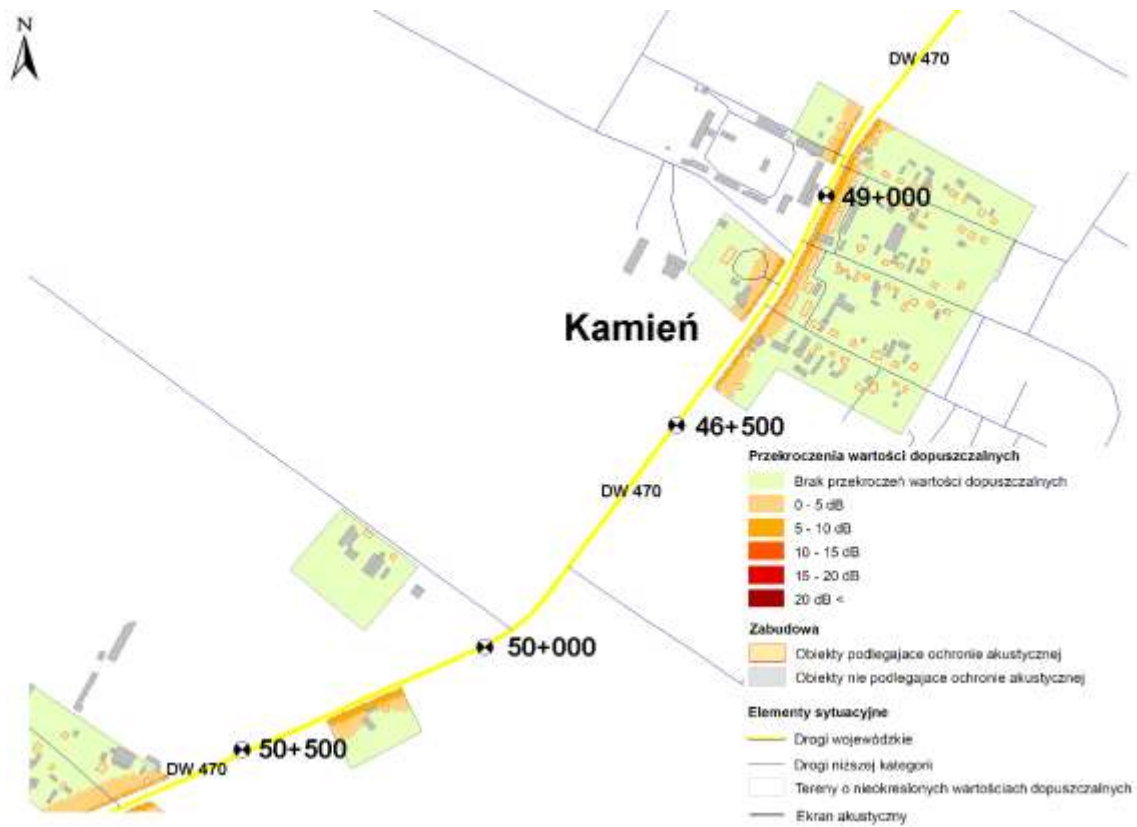 N
DW 470
49+000
Kamień
46+500
DW 470
50+000
50+500
DW 470
Przekroczenia wartości dopuszczalnych
Brak przekroczeń wartości dopuszczalnych
0 - 5 dB
5 - 10 dB
10 - 15 dB
15 - 20 dB
20 dB <
Zabudowa
Obiekty podlegajace ochronie akustycznej
Obiekty nie podlegajace ochronie akustycznej
Elementy sytuacyjne
Drogi wojewódzkie
Drogi niższej kategorii
Tereny o nieokreslonych wartościach dopuszczalnych
Ekran akustyczny